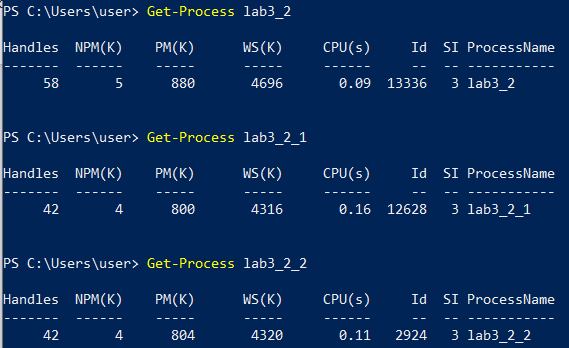 PS C:\Users\user> Get-Process lab3_2
Handles  NPM(K)    PM(K)      WS(K)     CPU(s)     Id  SI ProcessName
-------  ------    -----      -----     ------     --  -- -----------
     58       5      880       4696       0.09  13336   3 lab3_2
PS C:\Users\user> Get-Process lab3_2_1
Handles  NPM(K)    PM(K)      WS(K)     CPU(s)     Id  SI ProcessName
-------  ------    -----      -----     ------     --  -- -----------
     42       4      800       4316       0.16  12628   3 lab3_2_1
PS C:\Users\user> Get-Process lab3_2_2
Handles  NPM(K)    PM(K)      WS(K)     CPU(s)     Id  SI ProcessName
-------  ------    -----      -----     ------     --  -- -----------
     42       4      804       4320       0.11   2924   3 lab3_2_2